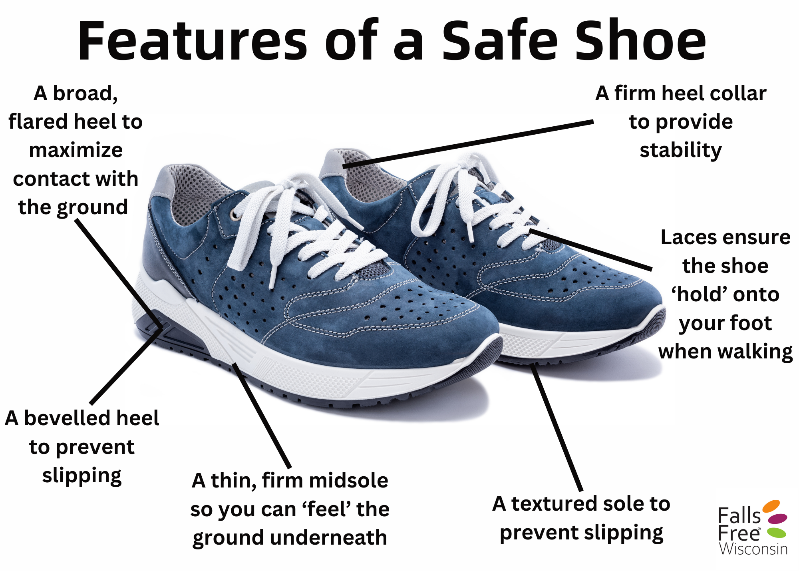 Features of a Safe Shoe
A broad,
flared heel to
maximize
contact with
the ground
A firm heel collar
to provide
stability
Laces ensure
the shoe
‘hold’ onto
your foot
when walking
A bevelled heel
to prevent
slipping
A thin, firm midsole
so you can ‘feel’ the
ground underneath
A textured sole to
prevent slipping
Falls
Free
Wisconsin